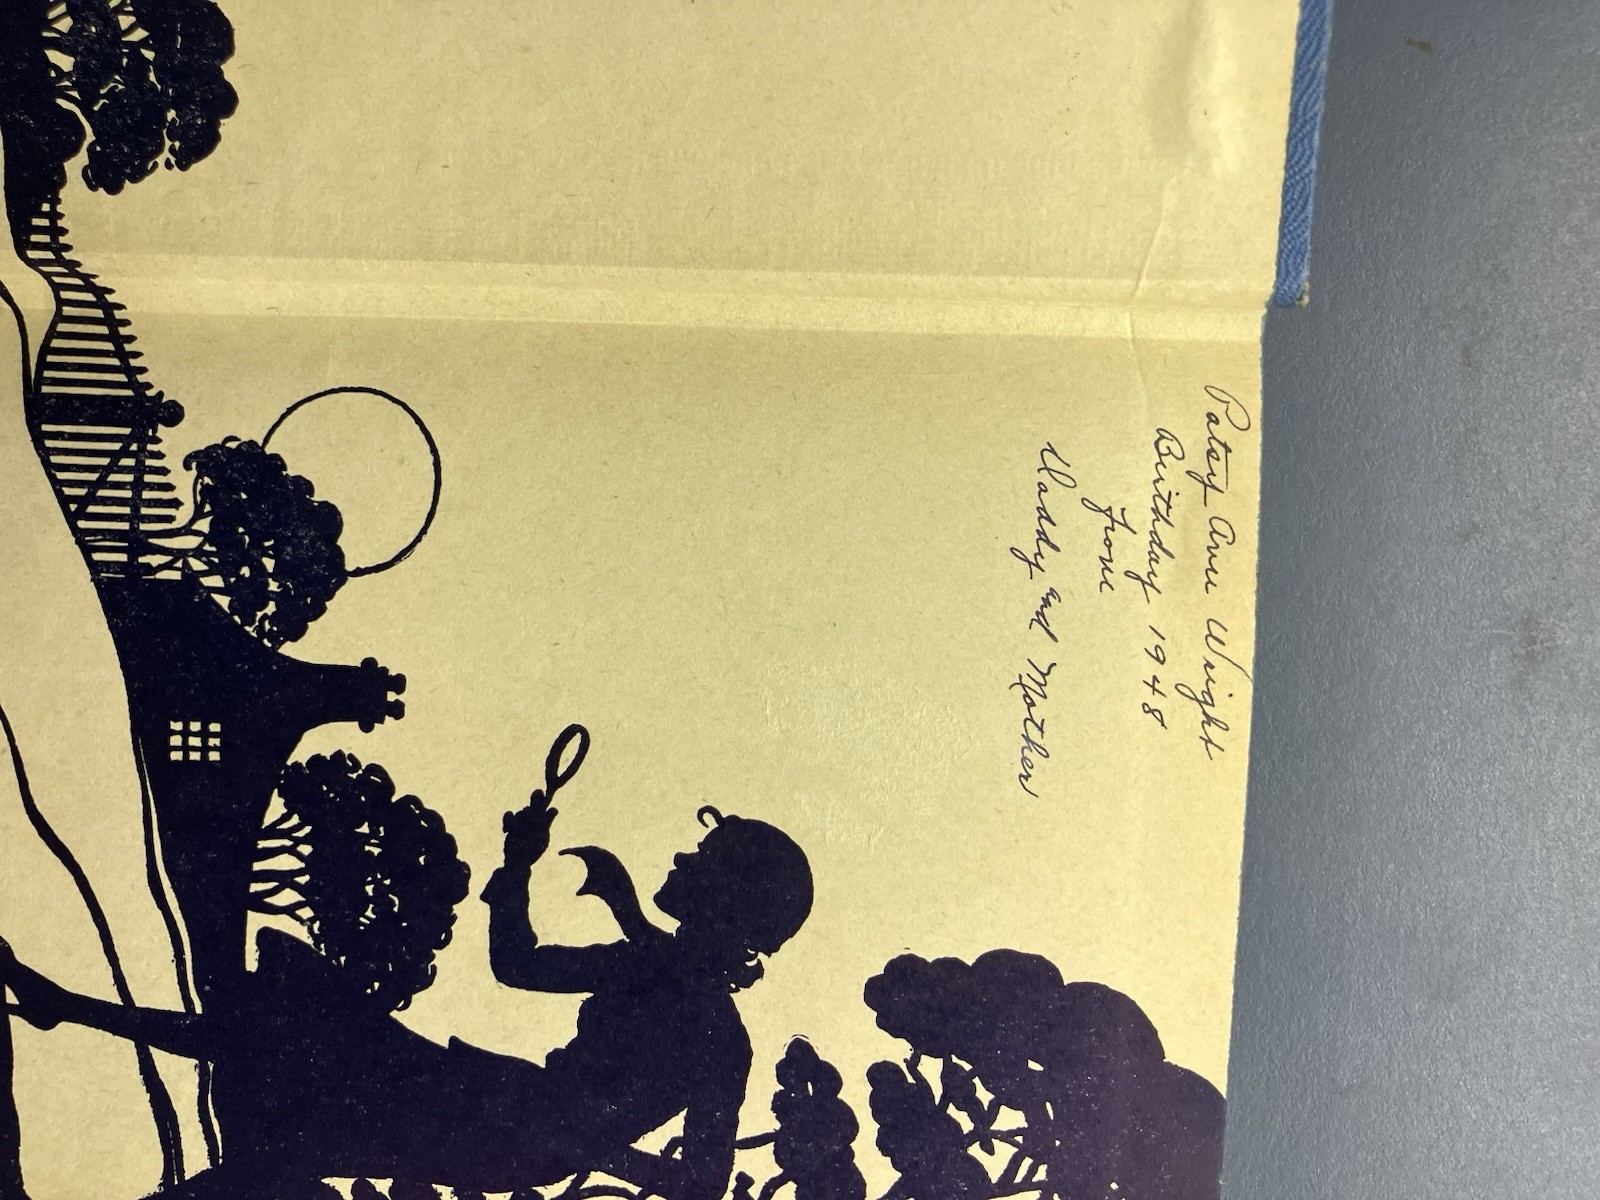 Patsy Ann Wright
Birthday 1948
from
Daddy and Mother